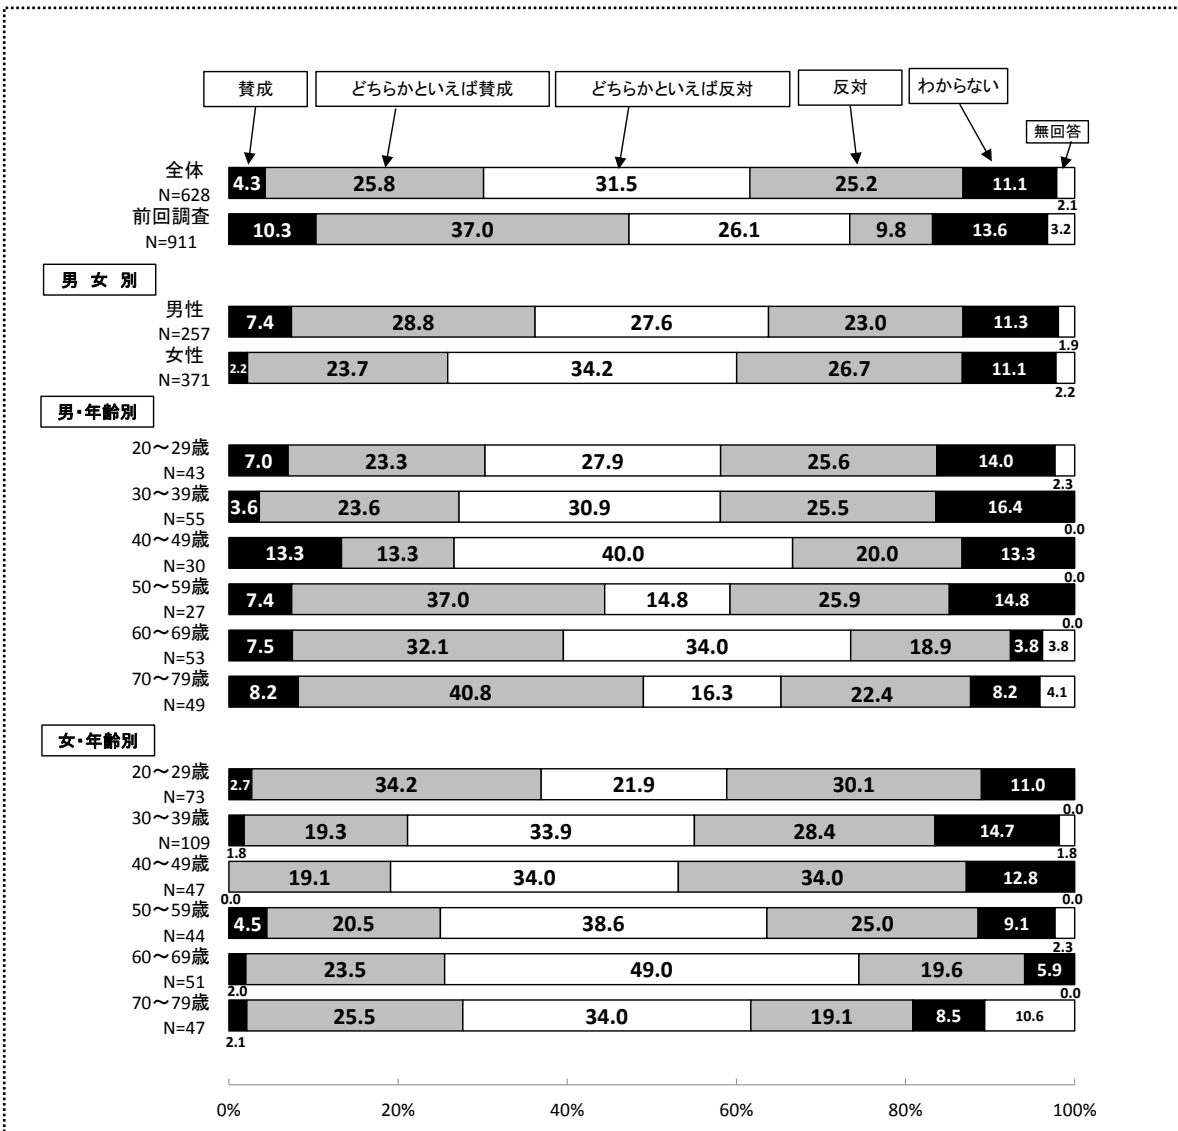 賛成
どちらかといえば賛成
どちらかといえば反対
反対
わからない
無回答
全体
N=628
4.3 25.8 31.5 25.2 11.1 2.1
前回調査
N=911
10.3 37.0 26.1 9.8 13.6 3.2
男 女 別
男性
N=257
7.4 28.8 27.6 23.0 11.3 1.9
女性
N=371
2.2 23.7 34.2 26.7 11.1 2.2
男・年齢別
20～29歳
N=43
7.0 23.3 27.9 25.6 14.0 2.3
30～39歳
N=55
3.6 23.6 30.9 25.5 16.4 0.0
40～49歳
N=30
13.3 13.3 40.0 20.0 13.3 0.0
50～59歳
N=27
7.4 37.0 14.8 25.9 14.8 0.0
60～69歳
N=53
7.5 32.1 34.0 18.9 3.8 3.8
70～79歳
N=49
8.2 40.8 16.3 22.4 8.2 4.1
女・年齢別
20～29歳
N=73
2.7 34.2 21.9 30.1 11.0 0.0
30～39歳
N=109
1.8 19.3 33.9 28.4 14.7 1.8
40～49歳
N=47
0.0 19.1 34.0 34.0 12.8 0.0
50～59歳
N=44
4.5 20.5 38.6 25.0 9.1 2.3
60～69歳
N=51
2.0 23.5 49.0 19.6 5.9 0.0
70～79歳
N=47
2.1 25.5 34.0 19.1 8.5 10.6
0% 20% 40% 60% 80% 100%